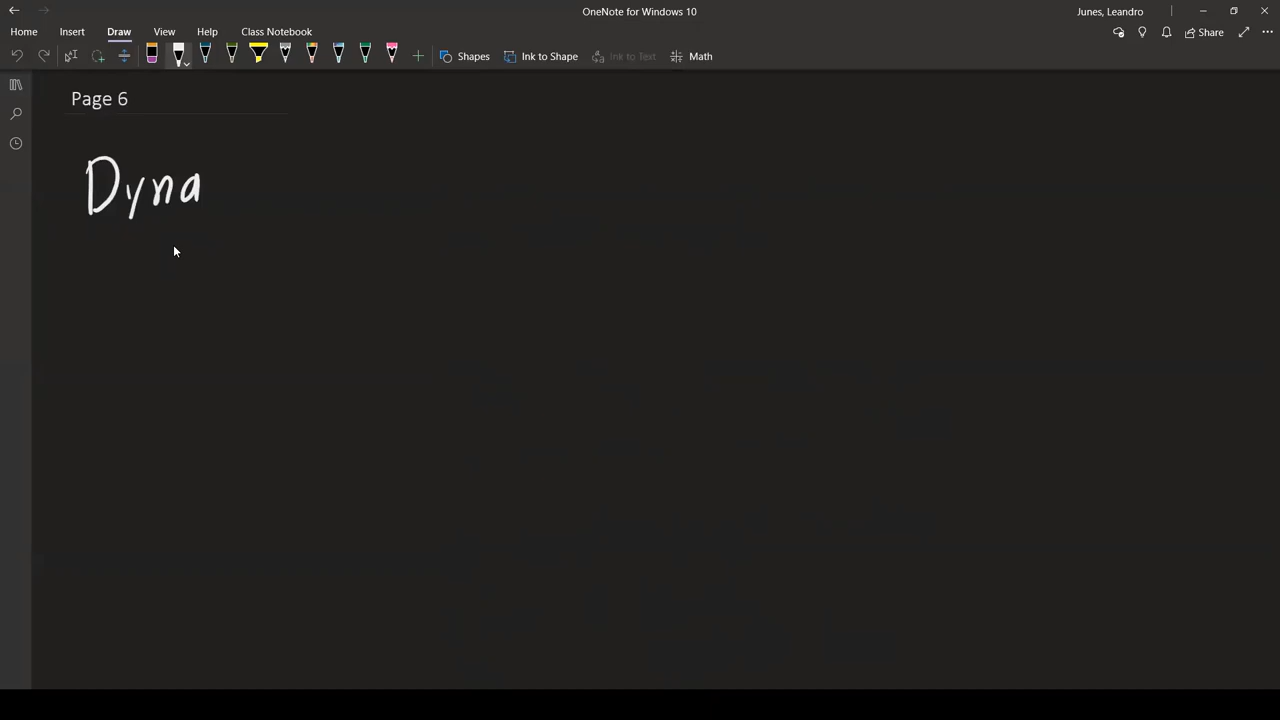 OneNote for Windows 10
Junes, Leandro
Home Insert Draw View Help Class Notebook
Share
Shapes Ink to Shape Ink to Text Math
Page 6
Dyna